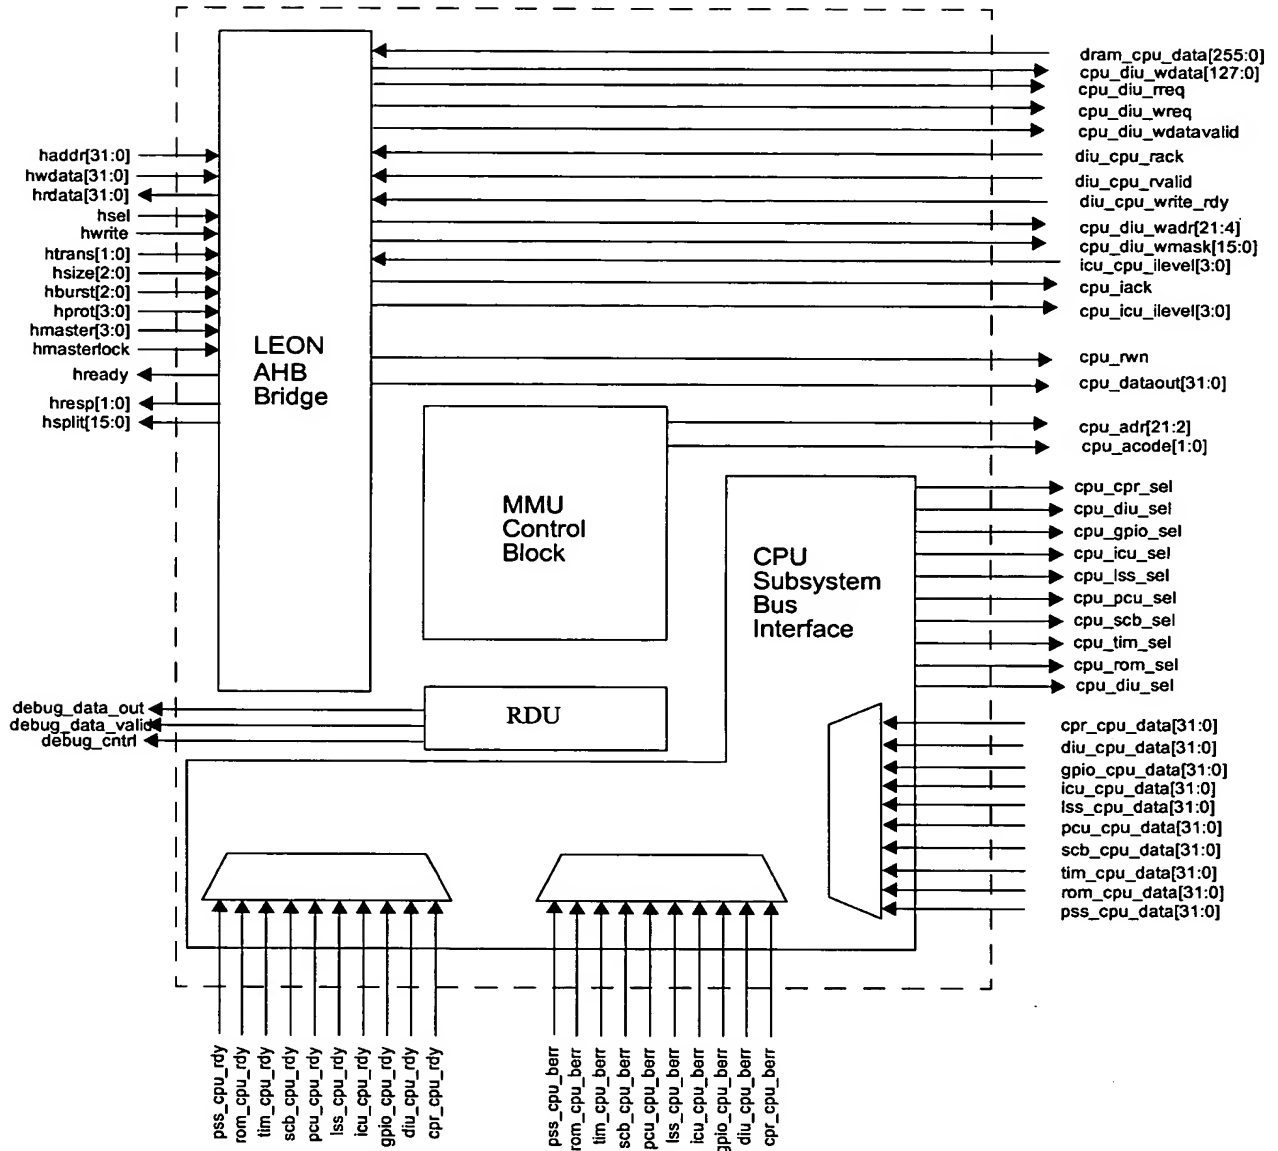 dram_cpu_data[255:0]
cpu_diu_wdata[127:0]
cpu_diu_rreq
cpu_diu_wreq
cpu_diu_wdatavalid
diu_cpu_rack
diu_cpu_rvalid
diu_cpu_write_rdy
cpu_diu_wadr[21:4]
cpu_diu_wmask[15:0]
icu_cpu_ilevel[3:0]
cpu_iack
cpu_icu_ilevel[3:0]
cpu_rwn
cpu_dataout[31:0]
cpu_adr[21:2]
cpu_acode[1:0]
haddr[31:0]
hwdata[31:0]
hrdata[31:0]
hsel
hwrite
htrans[1:0]
hsize[2:0]
hburst[2:0]
hprot[3:0]
hmaster[3:0]
hmasterlock
hready
hresp[1:0]
hsplit[15:0]
LEON
AHB
Bridge
MMU
Control
Block
CPU
Subsystem
Bus
Interface
cpu_cpr_sel
cpu_diu_sel
cpu_gpio_sel
cpu_icu_sel
cpu_lss_sel
cpu_pcu_sel
cpu_scb_sel
cpu_tim_sel
cpu_rom_sel
cpu_diu_sel
debug_data_out
debug_data_valid
debug_cntrl
RDU
cpr_cpu_data[31:0]
diu_cpu_data[31:0]
gpio_cpu_data[31:0]
icu_cpu_data[31:0]
lss_cpu_data[31:0]
pcu_cpu_data[31:0]
scb_cpu_data[31:0]
tim_cpu_data[31:0]
rom_cpu_data[31:0]
pss_cpu_data[31:0]
pss_cpu_rdy
rom_cpu_rdy
tim_cpu_rdy
scb_cpu_rdy
pcu_cpu_rdy
lss_cpu_rdy
icu_cpu_rdy
gpio_cpu_rdy
diu_cpu_rdy
cpr_cpu_rdy
pss_cpu_berr
rom_cpu_berr
tim_cpu_berr
scb_cpu_berr
pcu_cpu_berr
lss_cpu_berr
icu_cpu_berr
gpio_cpu_berr
diu_cpu_berr
cpr_cpu_berr